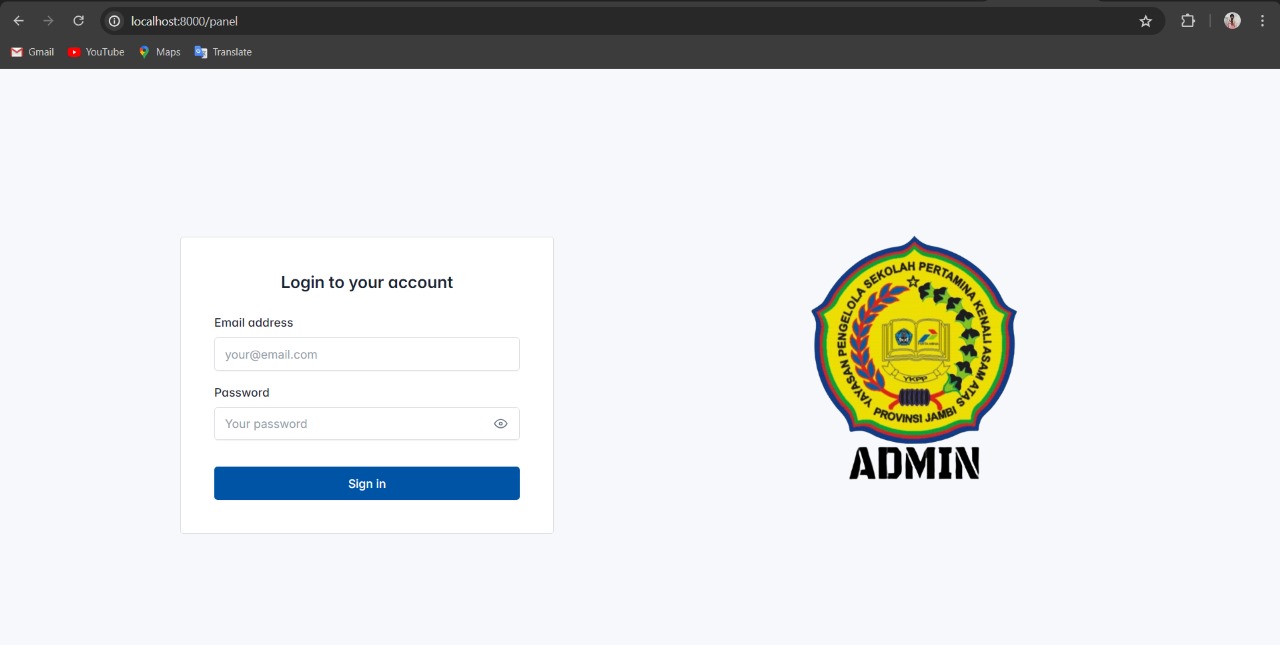 localhost:8000/panel
Gmail YouTube Maps Translate
Login to your account
Email address
your@email.com
Password
Your password
Sign in
YAYASAN PENGELOLA SEKOLAH PERTAMINA KENALI ASAM ATAS
YKPP
PROVINSI JAMBI
ADMIN